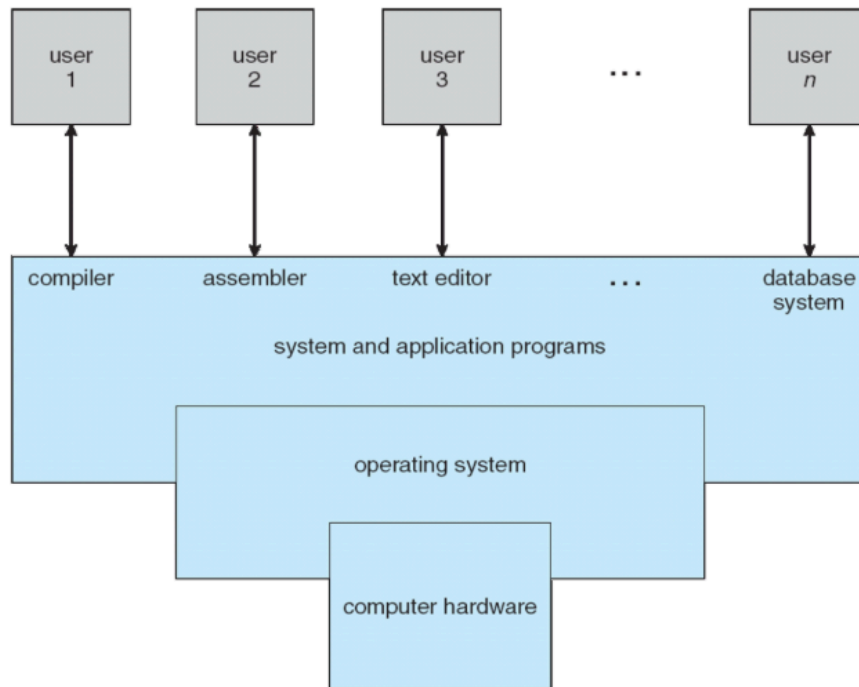 user
1
user
2
user
3
...
user
n
compiler
assembler
text editor
...
database
system
system and application programs
operating system
computer hardware